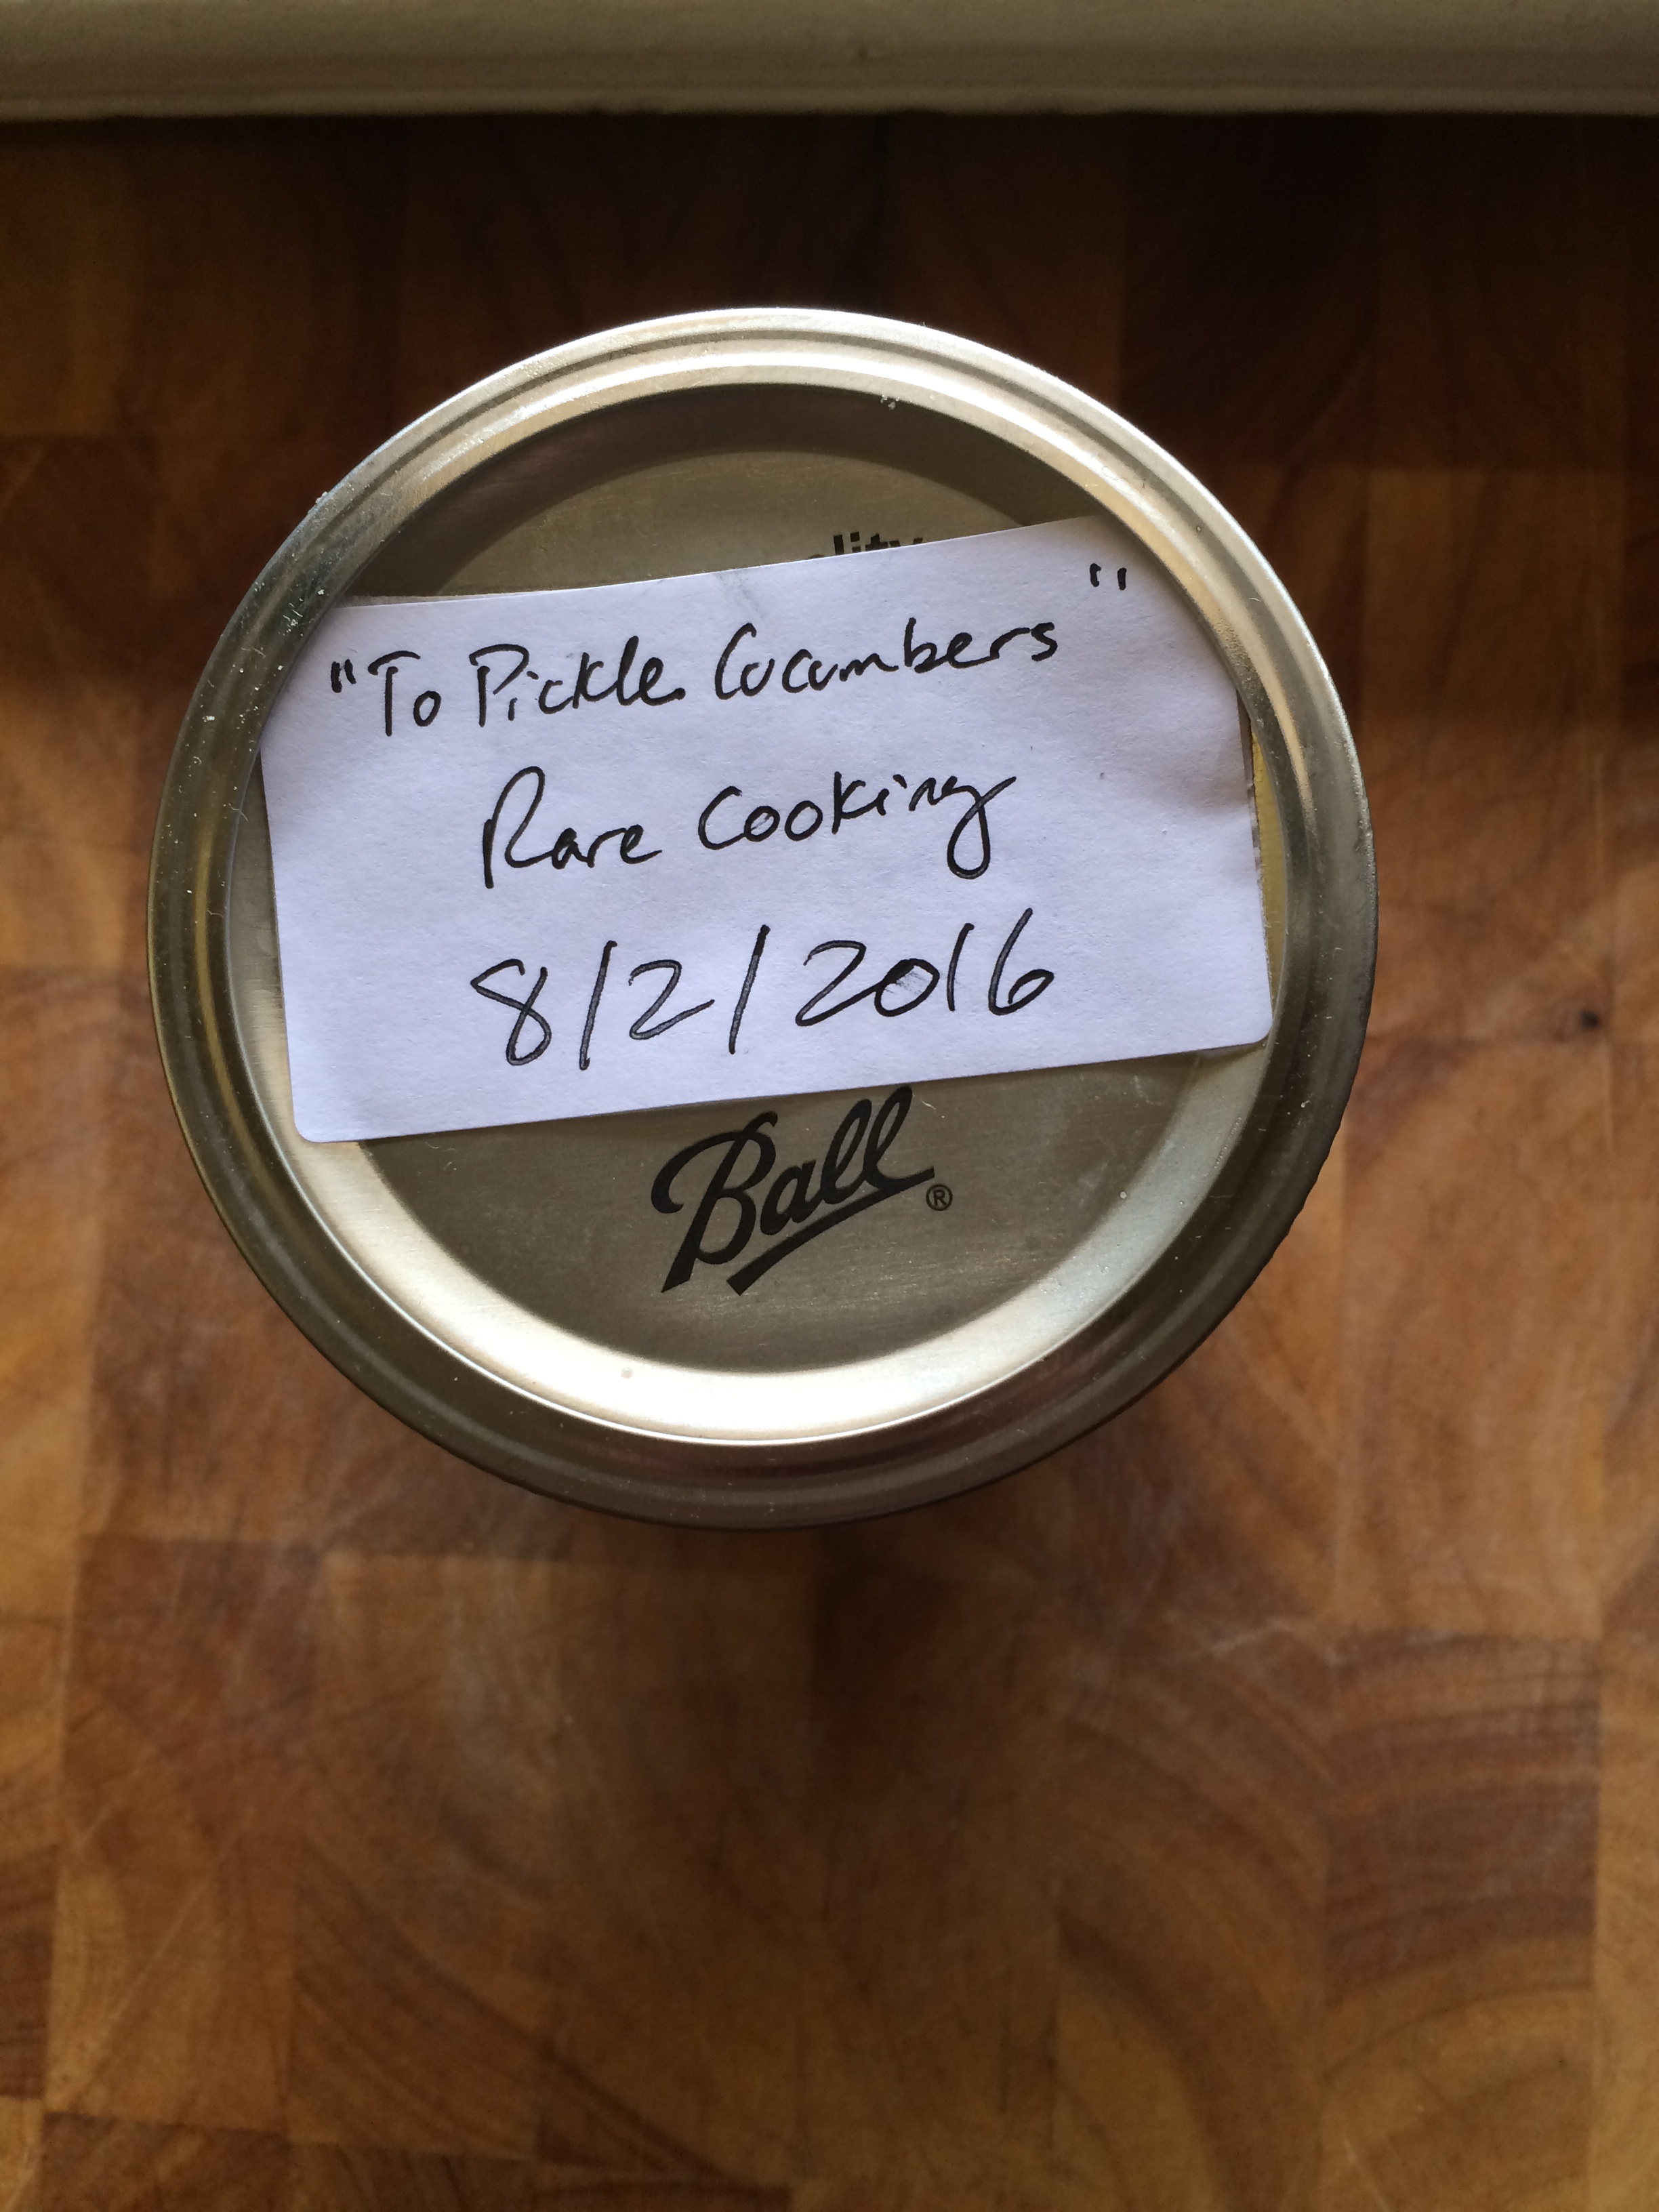 "To Pickle Cucumbers"
Rare Cooking
8/2/2016
Ball®